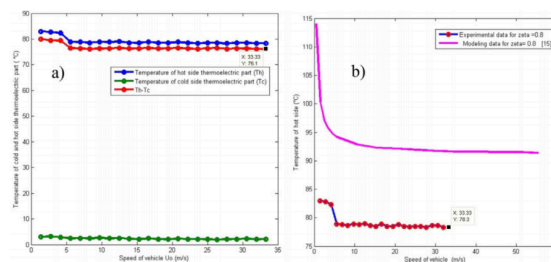 a)
Tamperature of cold and hot side thermoelectric part (°C)
90
80
70
60
50
40
30
20
10
0
X: 33.33
Y: 76.1
Temperature of hot side thermoelectric part (Th)
Temperature of cold side thermoelectric part (Tc)
Th-Tc
0 5 10 15 20 25 30 35
Speed of vehicle Us (m/s)
b)
Temperature of hot side (°C)
115
110
105
100
95
90
85
80
75
Experimental data for zeta =0.8
Modeling data for zeta= 0.8 [15]
X: 33.33
Y: 78.3
0 10 20 30 40 50
Speed of vehicle (m/s)